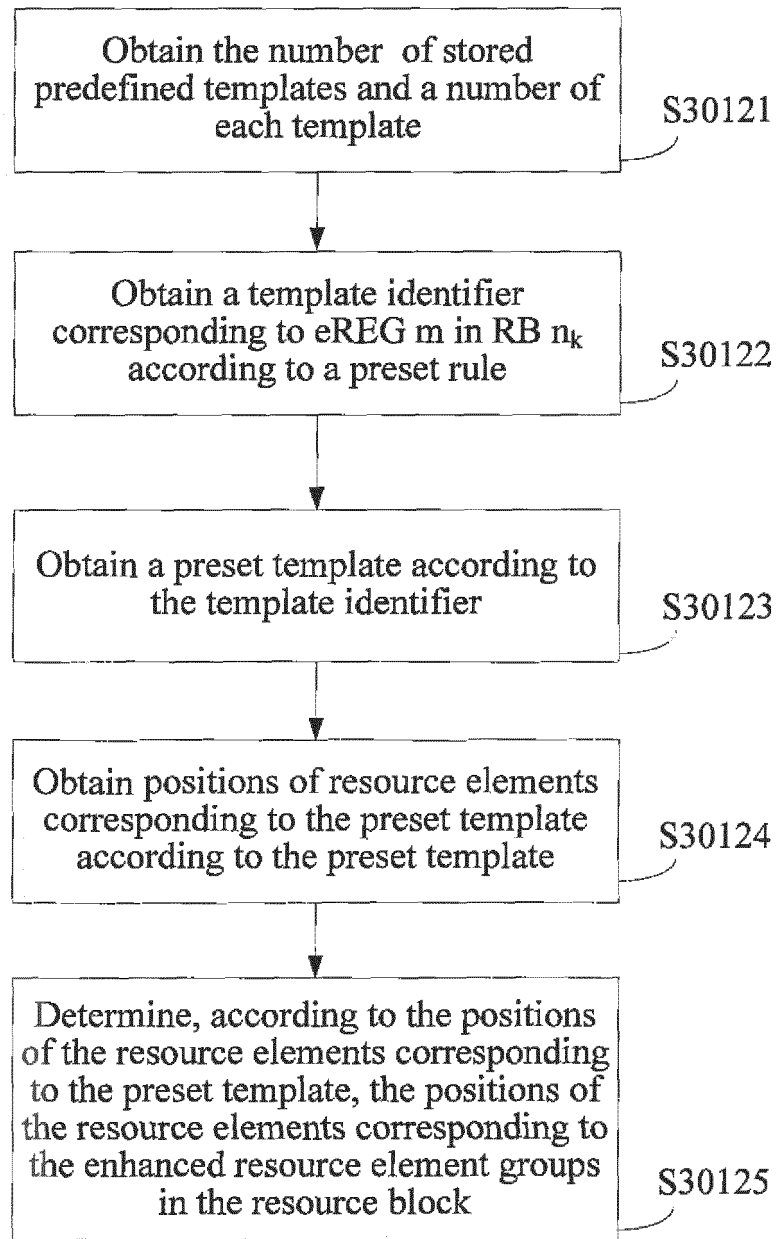 Obtain the number of stored
predefined templates and a number of
each template
S30121
Obtain a template identifier
corresponding to eREG m in RB nk
according to a preset rule
S30122
Obtain a preset template according to
the template identifier
S30123
Obtain positions of resource elements
corresponding to the preset template
according to the preset template
S30124
Determine, according to the positions
of the resource elements corresponding
to the preset template, the positions of
the resource elements corresponding to
the enhanced resource element groups
in the resource block
S30125